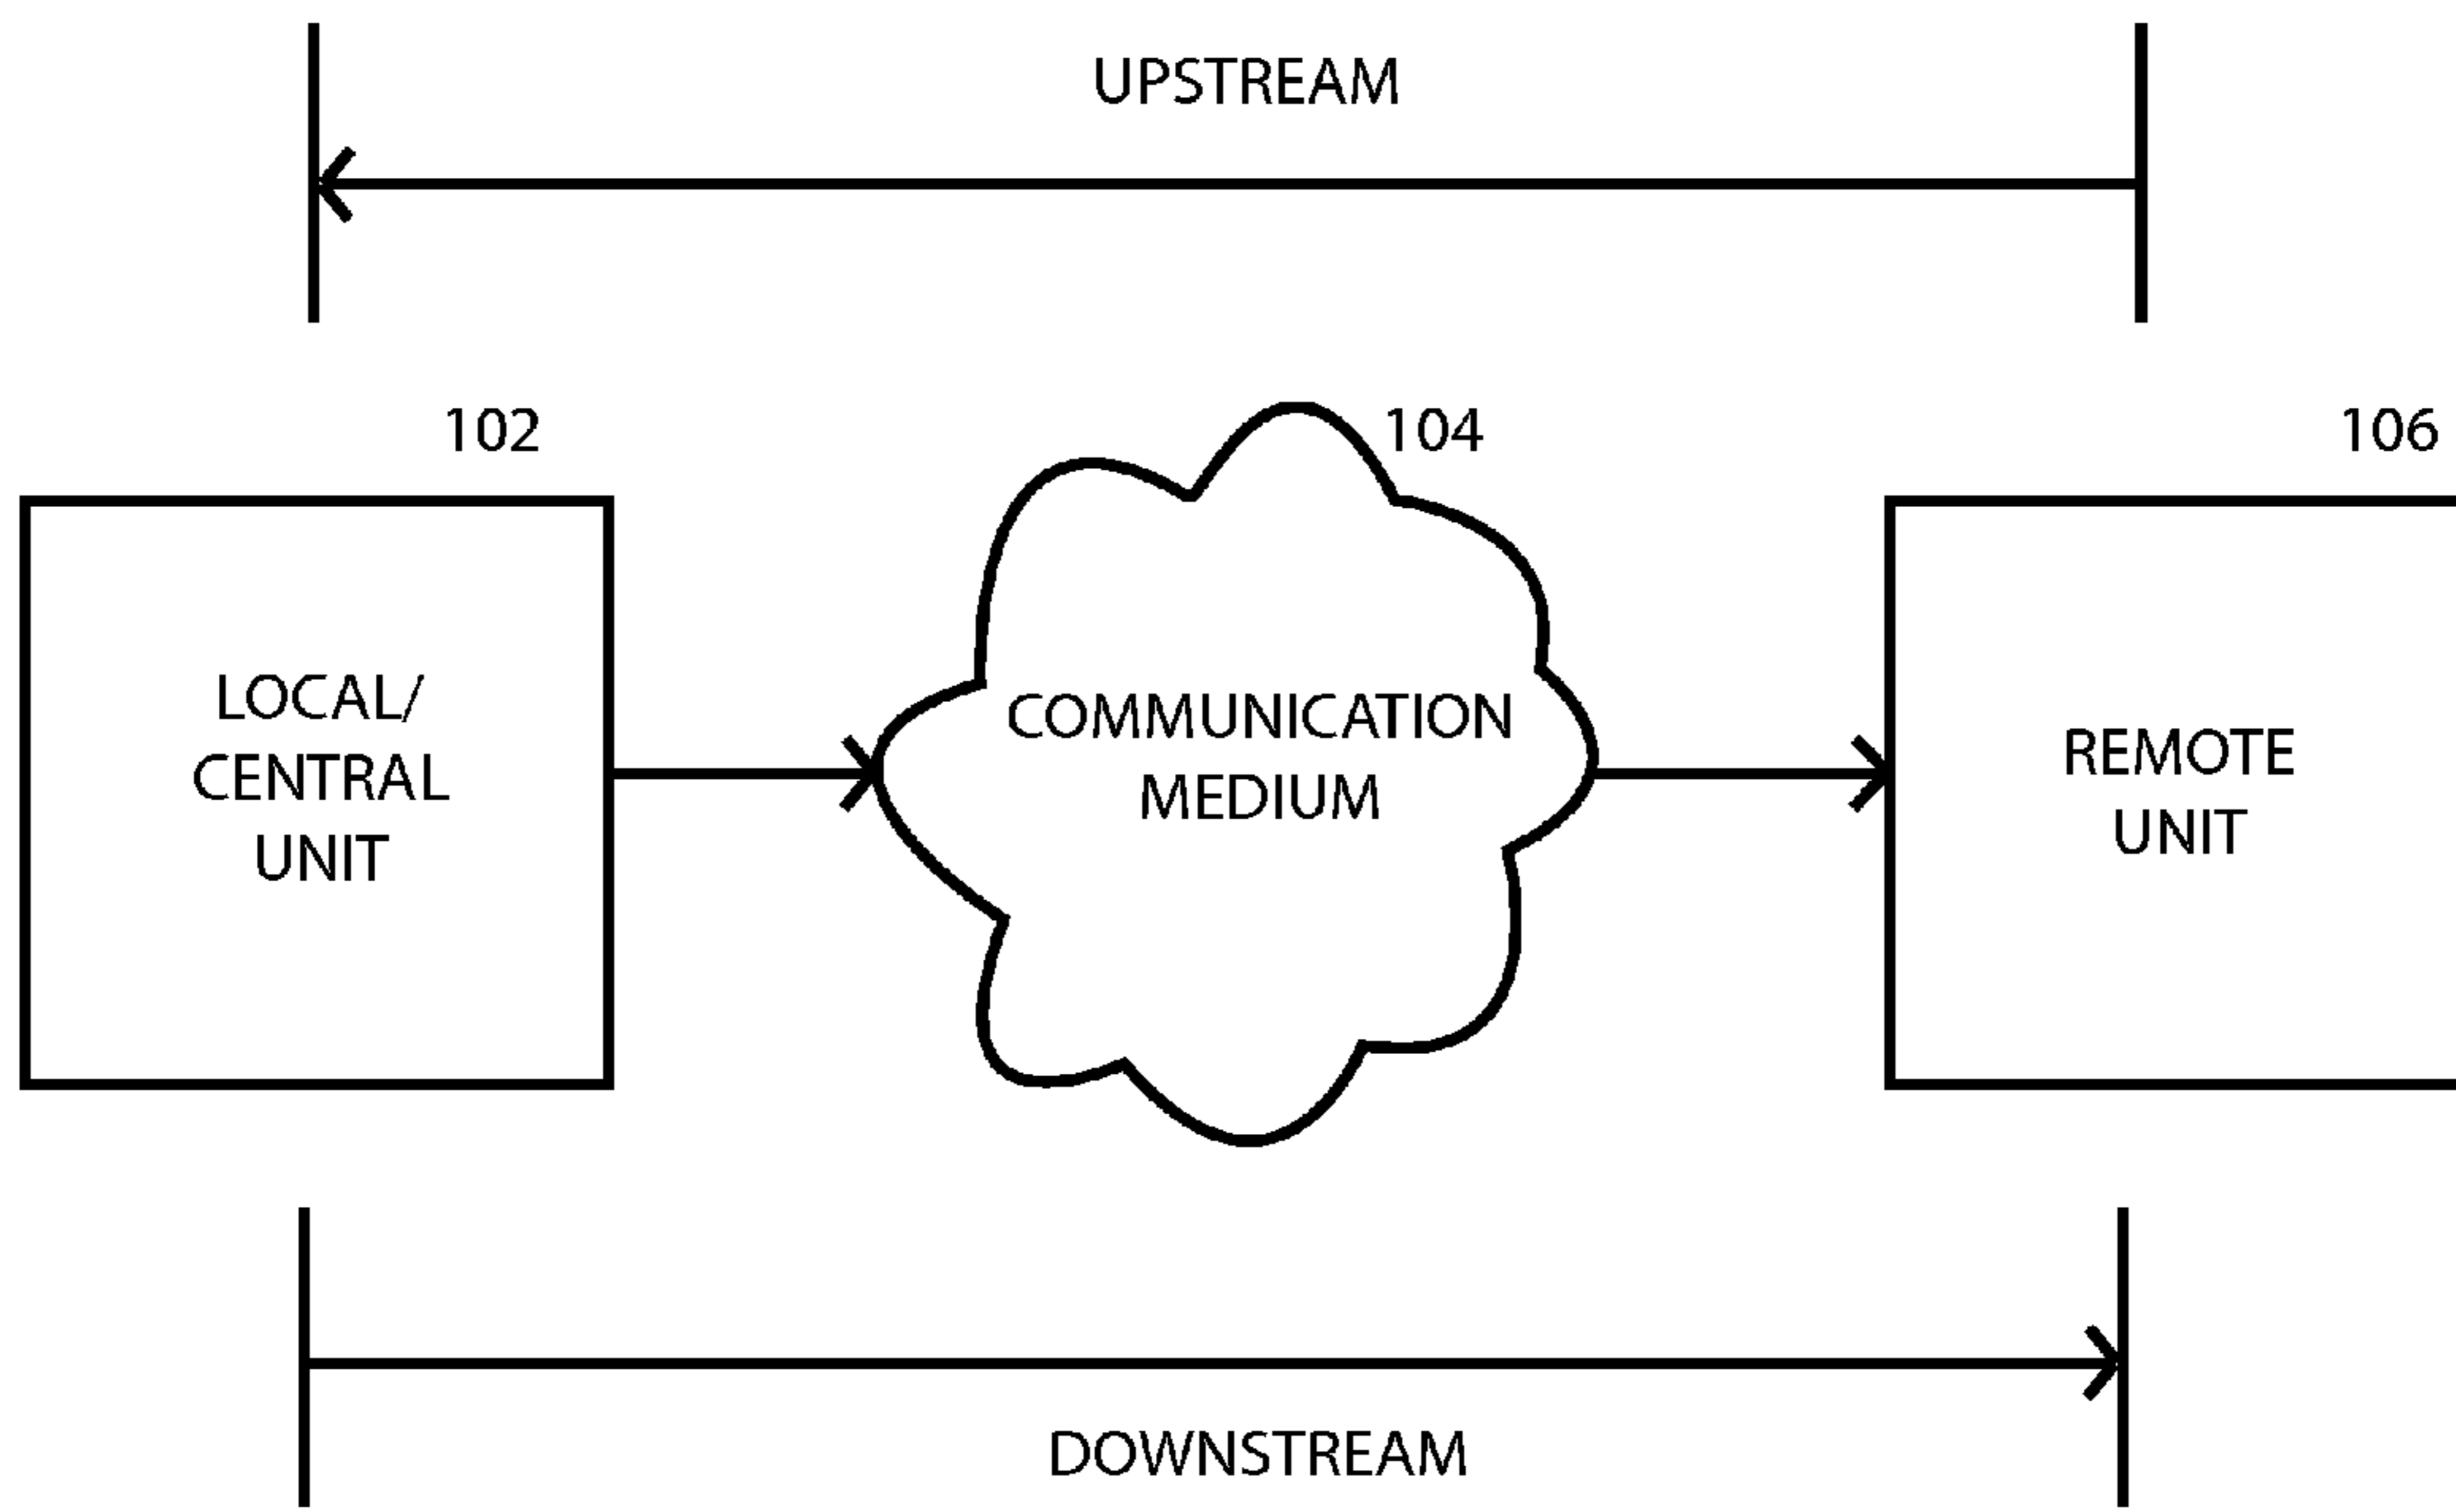 UPSTREAM
102
104
106
LOCAL/
CENTRAL
UNIT
COMMUNICATION
MEDIUM
REMOTE
UNIT
DOWNSTREAM